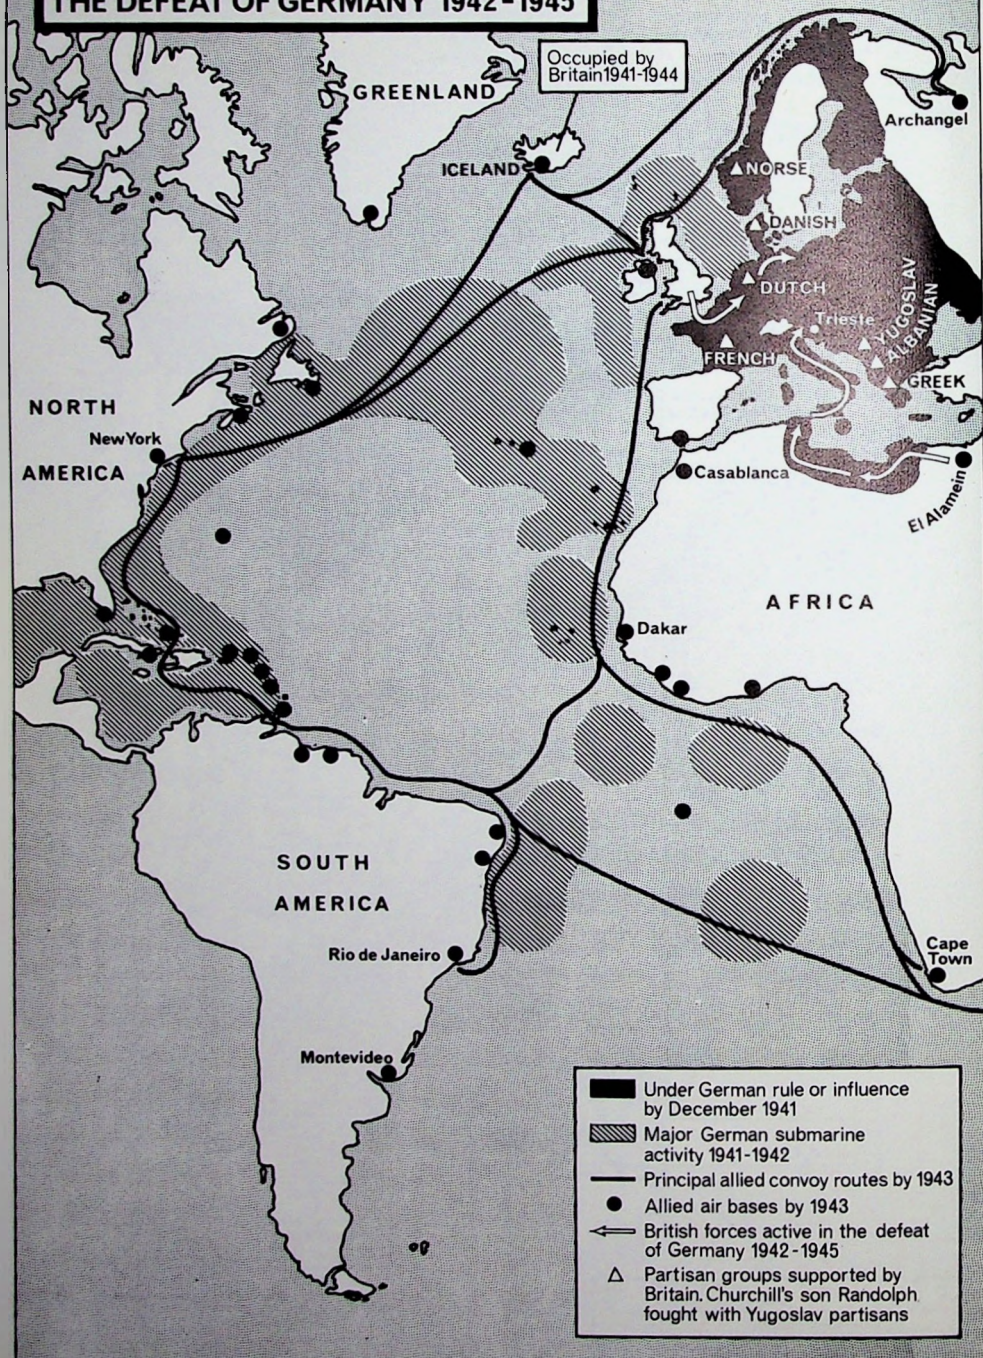 THE DEFEAT OF GERMANY 1942-1945
Occupied by
Britain 1941-1944
GREENLAND
Archangel
ICELAND
NORSE
DANISH
DUTCH
YUGOSLAV
ALBANIAN
Trieste
FRENCH
GREEK
NORTH
New York
AMERICA
Casablanca
El Alamein
AFRICA
Dakar
SOUTH
AMERICA
Rio de Janeiro
Cape
Town
Montevideo
Under German rule or influence
by December 1941
Major German submarine
activity 1941-1942
Principal allied convoy routes by 1943
Allied air bases by 1943
British forces active in the defeat
of Germany 1942-1945
Partisan groups supported by
Britain. Churchill's son Randolph
fought with Yugoslav partisans